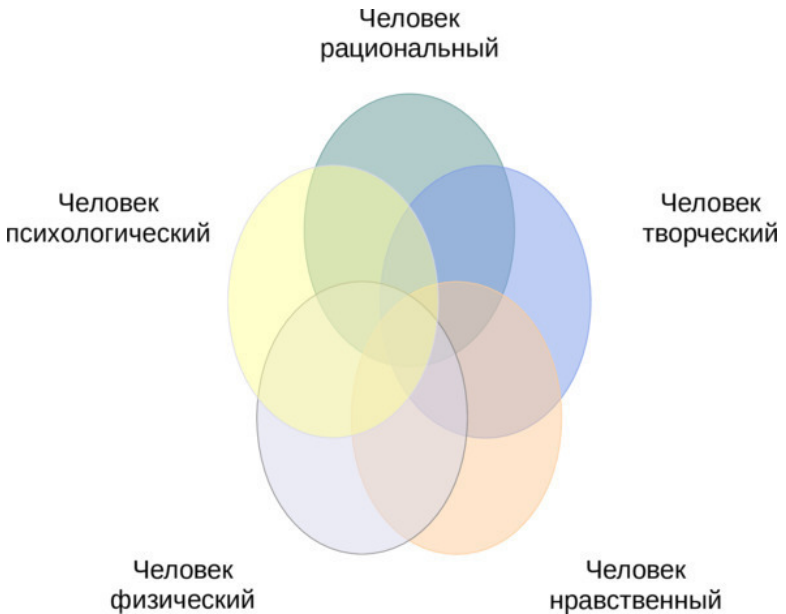 Человек
рациональный
Человек
психологический
Человек
творческий
Человек
физический
Человек
нравственный